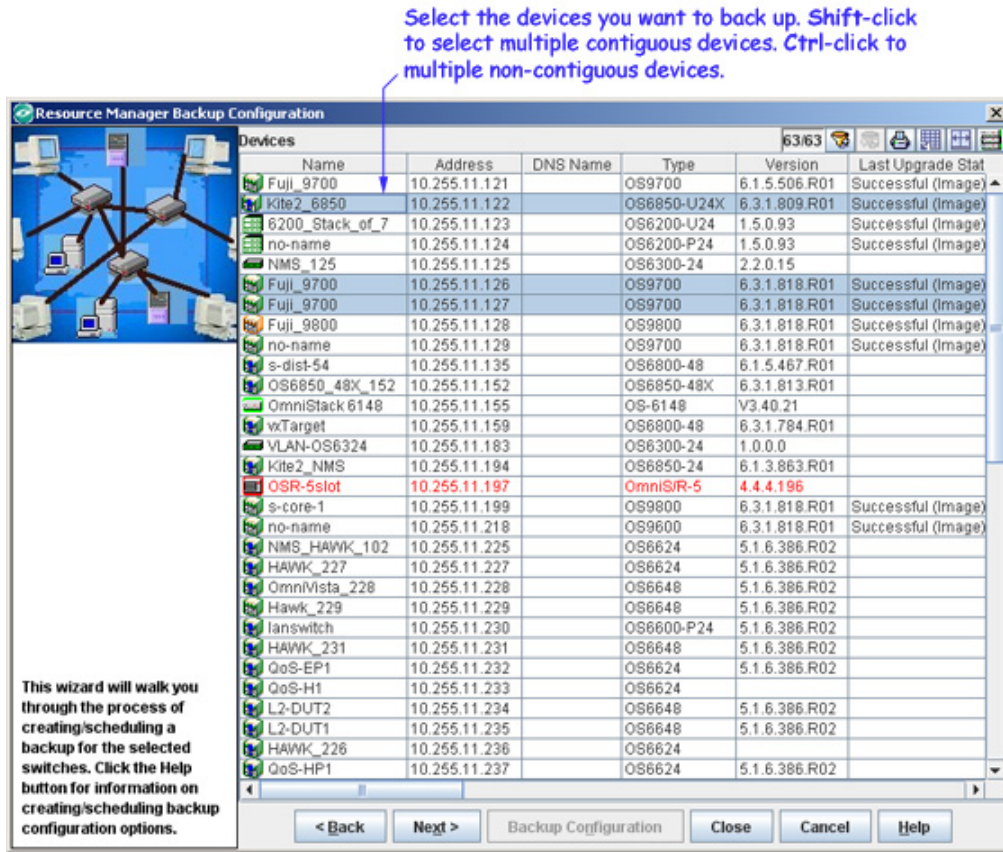 Select the devices you want to back up. Shift-click
to select multiple contiguous devices. Ctrl-click to
multiple non-contiguous devices.
Resource Manager Backup Configuration
Devices 63/63
Name Address DNS Name Type Version Last Upgrade Stat
Fuji_9700 10.255.11.121 OS9700 6.1.5.506.R01 Successful (Image)
Kite2_6850 10.255.11.122 OS6850-U24X 6.3.1.809.R01 Successful (Image)
6200_Stack_of_7 10.255.11.123 OS6200-U24 1.5.0.93 Successful (Image)
no-name 10.255.11.124 OS6200-P24 1.5.0.93 Successful (Image)
NMS_125 10.255.11.125 OS6300-24 2.2.0.15
Fuji_9700 10.255.11.126 OS9700 6.3.1.818.R01 Successful (Image)
Fuji_9700 10.255.11.127 OS9700 6.3.1.818.R01 Successful (Image)
Fuji_9800 10.255.11.128 OS9800 6.3.1.818.R01 Successful (Image)
no-name 10.255.11.129 OS9700 6.3.1.818.R01 Successful (Image)
s-dist-54 10.255.11.135 OS6800-48 6.1.5.467.R01
OS6850_48X_152 10.255.11.152 OS6850-48X 6.3.1.813.R01
OmniStack 6148 10.255.11.155 OS-6148 V3.40.21
vxTarget 10.255.11.159 OS6800-48 6.3.1.784.R01
VLAN-OS6324 10.255.11.183 OS6300-24 1.0.0.0
Kite2_NMS 10.255.11.194 OS6850-24 6.1.3.863.R01
OSR-5slot 10.255.11.197 OmniS/R-5 4.4.4.196
s-core-1 10.255.11.199 OS9800 6.3.1.818.R01 Successful (Image)
no-name 10.255.11.218 OS9600 6.3.1.818.R01 Successful (Image)
NMS_HAWK_102 10.255.11.225 OS6624 5.1.6.386.R02
HAWK_227 10.255.11.227 OS6624 5.1.6.386.R02
OmniVista_228 10.255.11.228 OS6648 5.1.6.386.R02
Hawk_229 10.255.11.229 OS6648 5.1.6.386.R02
lanswitch 10.255.11.230 OS6600-P24 5.1.6.386.R02
HAWK_231 10.255.11.231 OS6648 5.1.6.386.R02
QoS-EP1 10.255.11.232 OS6624 5.1.6.386.R02
QoS-H1 10.255.11.233 OS6624
L2-DUT2 10.255.11.234 OS6648 5.1.6.386.R02
L2-DUT1 10.255.11.235 OS6648 5.1.6.386.R02
HAWK_226 10.255.11.236 OS6624
QoS-HP1 10.255.11.237 OS6624 5.1.6.386.R02
This wizard will walk you
through the process of
creating/scheduling a
backup for the selected
switches. Click the Help
button for information on
creating/scheduling backup
configuration options.
< Back Next > Backup Configuration Close Cancel Help